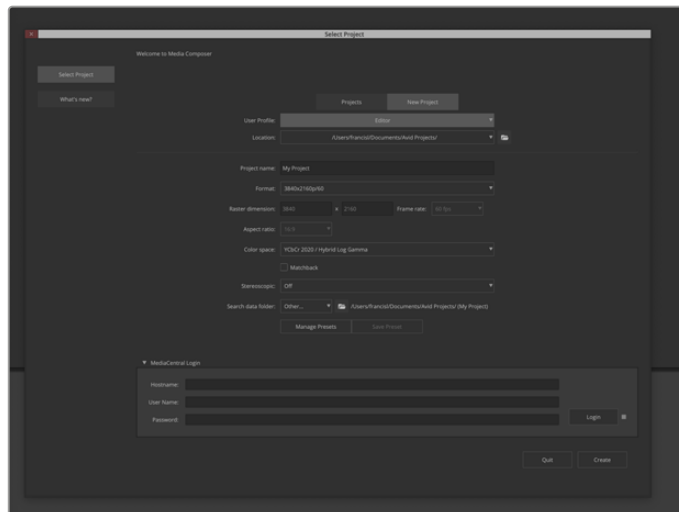 Select Project
Welcome to Media Composer
Select Project
What's new?
Projects New Project
User Profile: Editor
Location: /Users/francisl/Documents/Avid Projects/
Project name: My Project
Format: 3840x2160p/60
Raster dimension: 3840 x 2160 Frame rate: 60 fps
Aspect ratio: 16:9
Color space: YCbCr 2020 / Hybrid Log Gamma
Matchback
Stereoscopic: Off
Search data folder: Other... /Users/francisl/Documents/Avid Projects/ (My Project)
Manage Presets Save Preset
MediaCentral Login
Hostname:
User Name:
Password:
Login
Quit Create